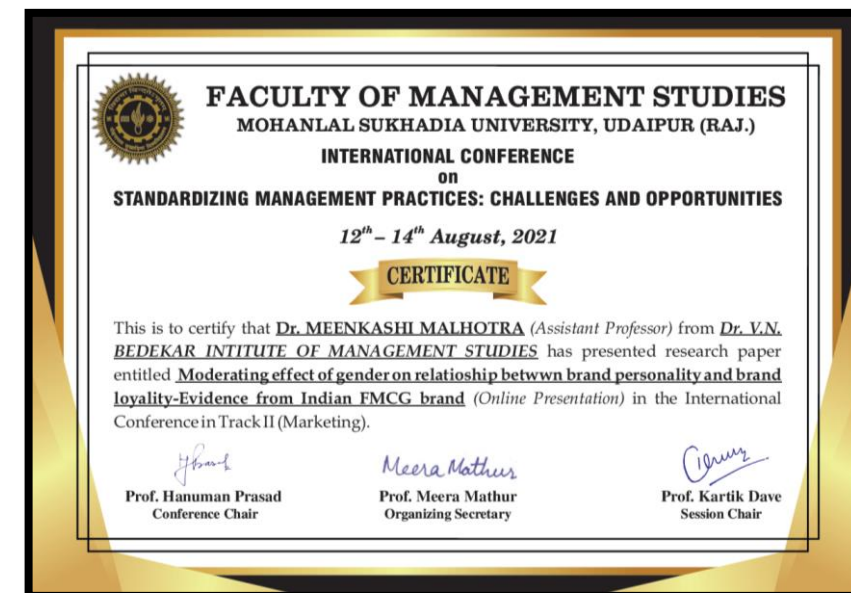 FACULTY OF MANAGEMENT STUDIES
MOHANLAL SUKHADIA UNIVERSITY, UDAIPUR (RAJ.)
INTERNATIONAL CONFERENCE
on
STANDARDIZING MANAGEMENT PRACTICES: CHALLENGES AND OPPORTUNITIES
12th – 14th August, 2021
CERTIFICATE
This is to certify that Dr. MEENKASHI MALHOTRA (Assistant Professor) from Dr. V.N.
BEDEKAR INTITUTE OF MANAGEMENT STUDIES has presented research paper
entitled Moderating effect of gender on relatioship betwwn brand personality and brand
loyality-Evidence from Indian FMCG brand (Online Presentation) in the International
Conference in Track II (Marketing).
Meera Mathur
Prof. Hanuman Prasad
Conference Chair
Prof. Meera Mathur
Organizing Secretary
Prof. Kartik Dave
Session Chair